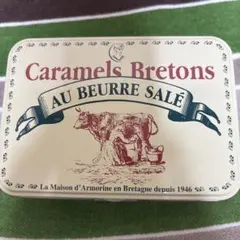 Caramels Bretons
AU BEURRE SALÉ
La Maison d'Armorine en Bretagne depuis 1946